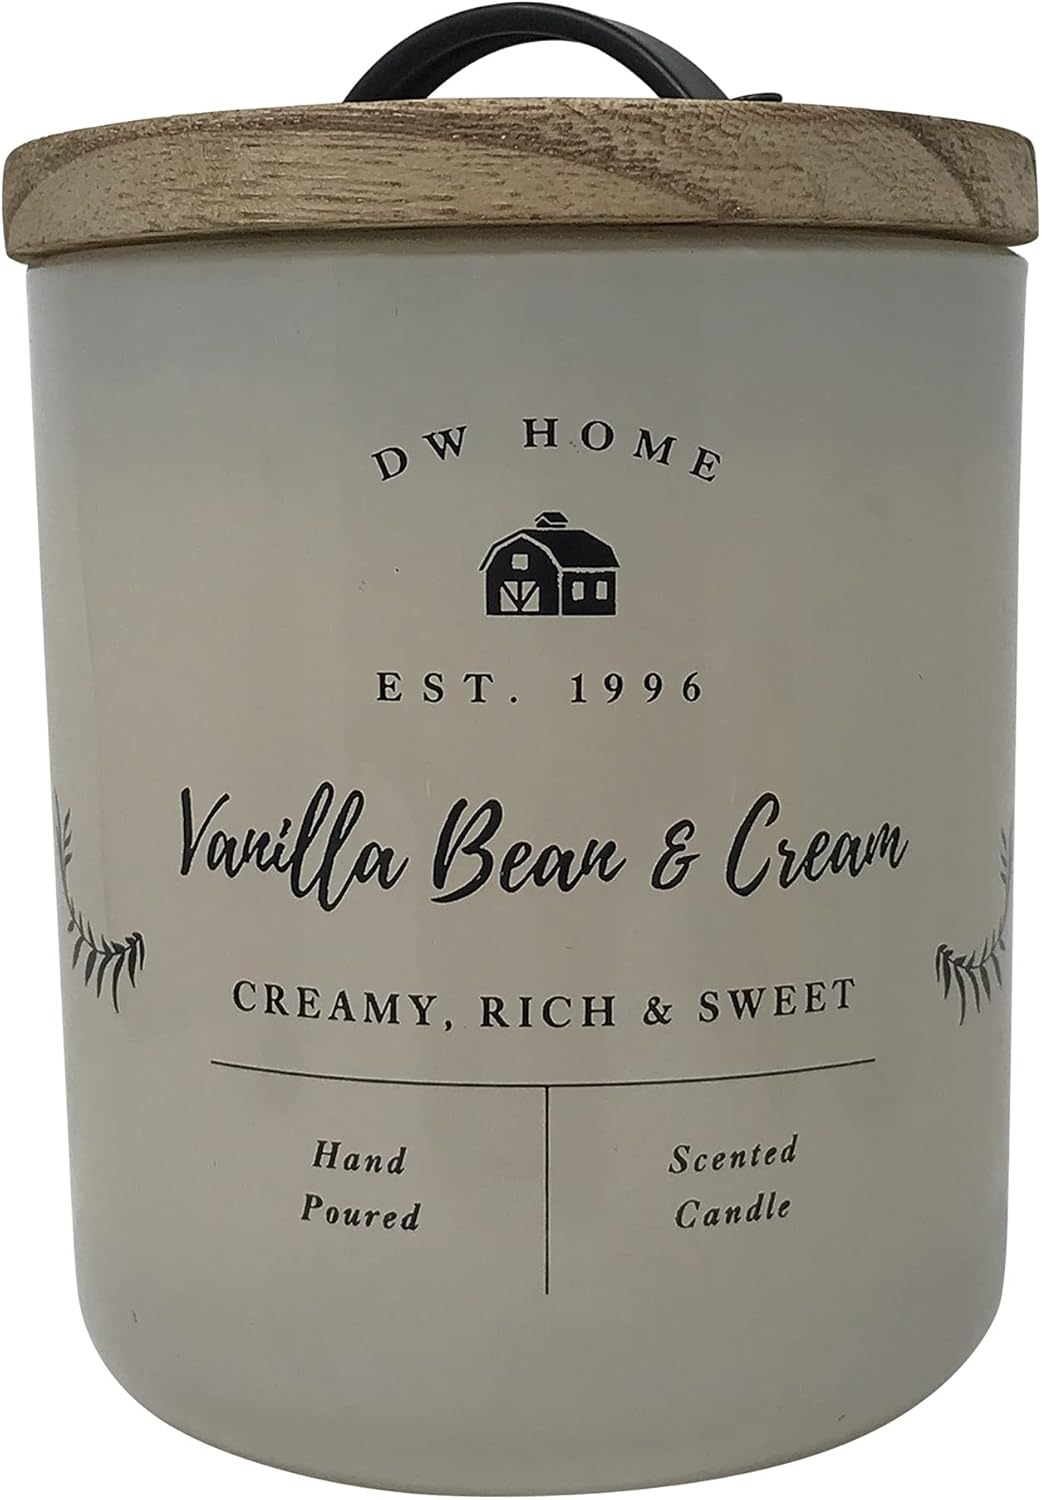 DW HOME
EST. 1996
Vanilla Bean & Cream
CREAMY, RICH & SWEET
Hand
Poured
Scented
Candle